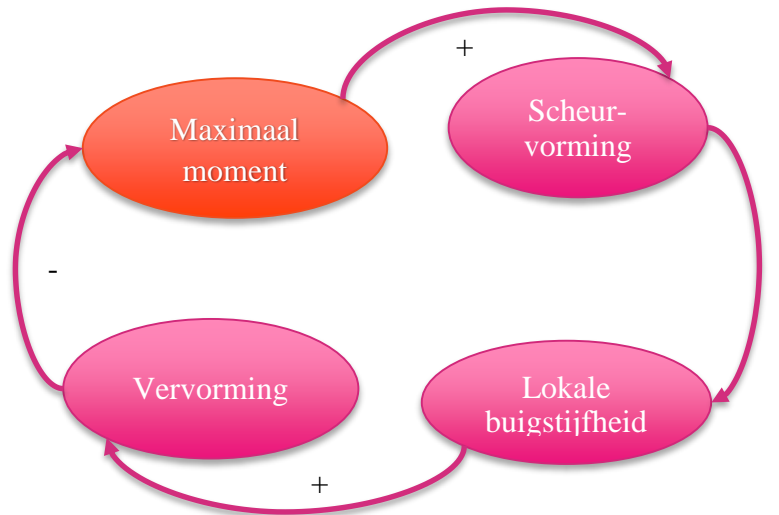 +
Maximaal
moment
Scheur-
vorming
-
Vervorming
Lokale
buigstijfheid
+